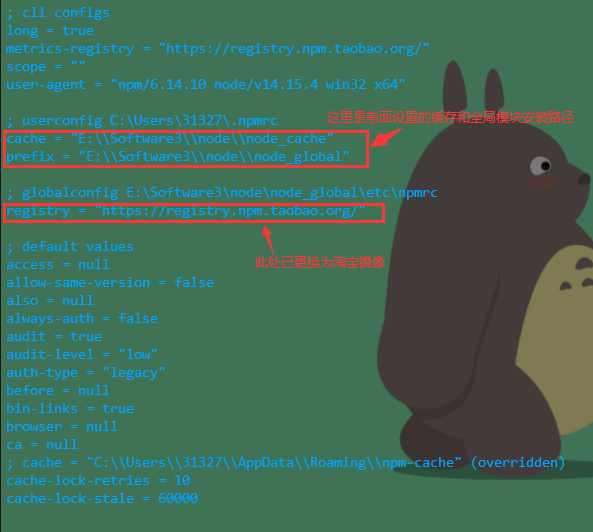 ; cli configs
long = true
metrics-registry = "https://registry.npm.taobao.org/"
scope = ""
user-agent = "npm/6.14.10 node/v14.15.4 win32 x64"
; userconfig C:\Users\31327\.npmrc
这里是前面设置的缓存和全局模块安装路径
cache = "E:\\Software3\\node\\node_cache"
prefix = "E:\\Software3\\node\\node_global"
; globalconfig E:\Software3\node\node_global\etc\npmrc
registry = "https://registry.npm.taobao.org/"
; default values
此处已更换为淘宝镜像
access = null
allow-same-version = false
also = null
always-auth = false
audit = true
audit-level = "low"
auth-type = "legacy"
before = null
bin-links = true
browser = null
ca = null
; cache = "C:\\Users\\31327\\AppData\\Roaming\\npm-cache" (overridden)
cache-lock-retries = 10
cache-lock-stale = 60000